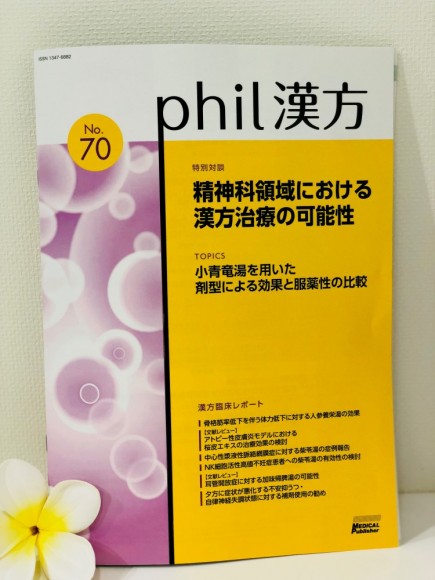 ISSN 1347-6882
phil漢方
No.
70
特別対談
精神科領域における
漢方治療の可能性
TOPICS
小青竜湯を用いた
剤型による効果と服薬性の比較
漢方臨床レポート
骨格筋率低下を伴う体力低下に対する人参養栄湯の効果
[文献レビュー]
アトピー性皮膚炎モデルにおける
桜皮エキスの治療効果の検討
中心性漿液性脈絡網膜症に対する柴苓湯の症例報告
NK細胞活性高値不妊症患者への柴苓湯の有効性の検討
[文献レビュー]
耳管開放症に対する加味帰脾湯の可能性
夕方に症状が悪化する不安抑うつ・
自律神経失調状態に対する補剤使用の勧め
MEDICAL
Publisher